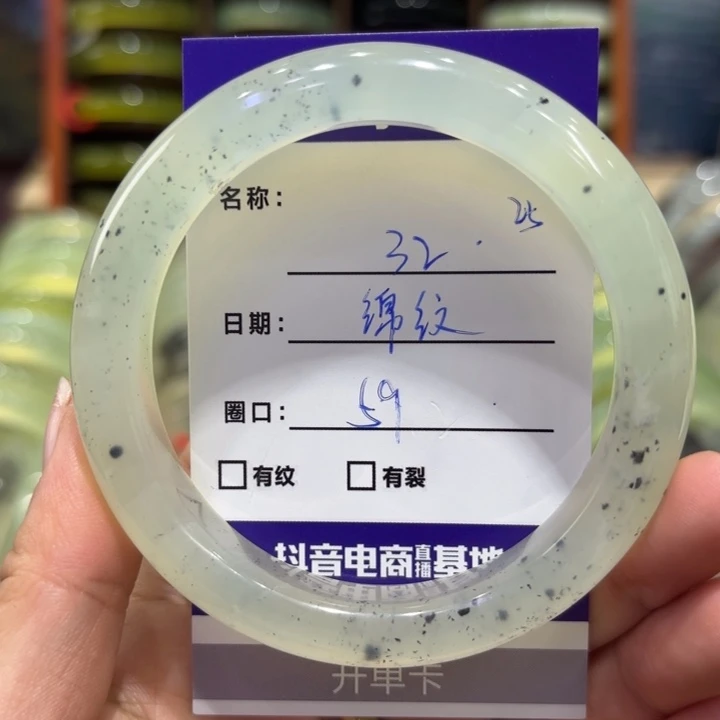 名称：
25
32.
日期：绵纹
圈口：59
□有纹 □有裂
抖音电商直播基地
开单卡